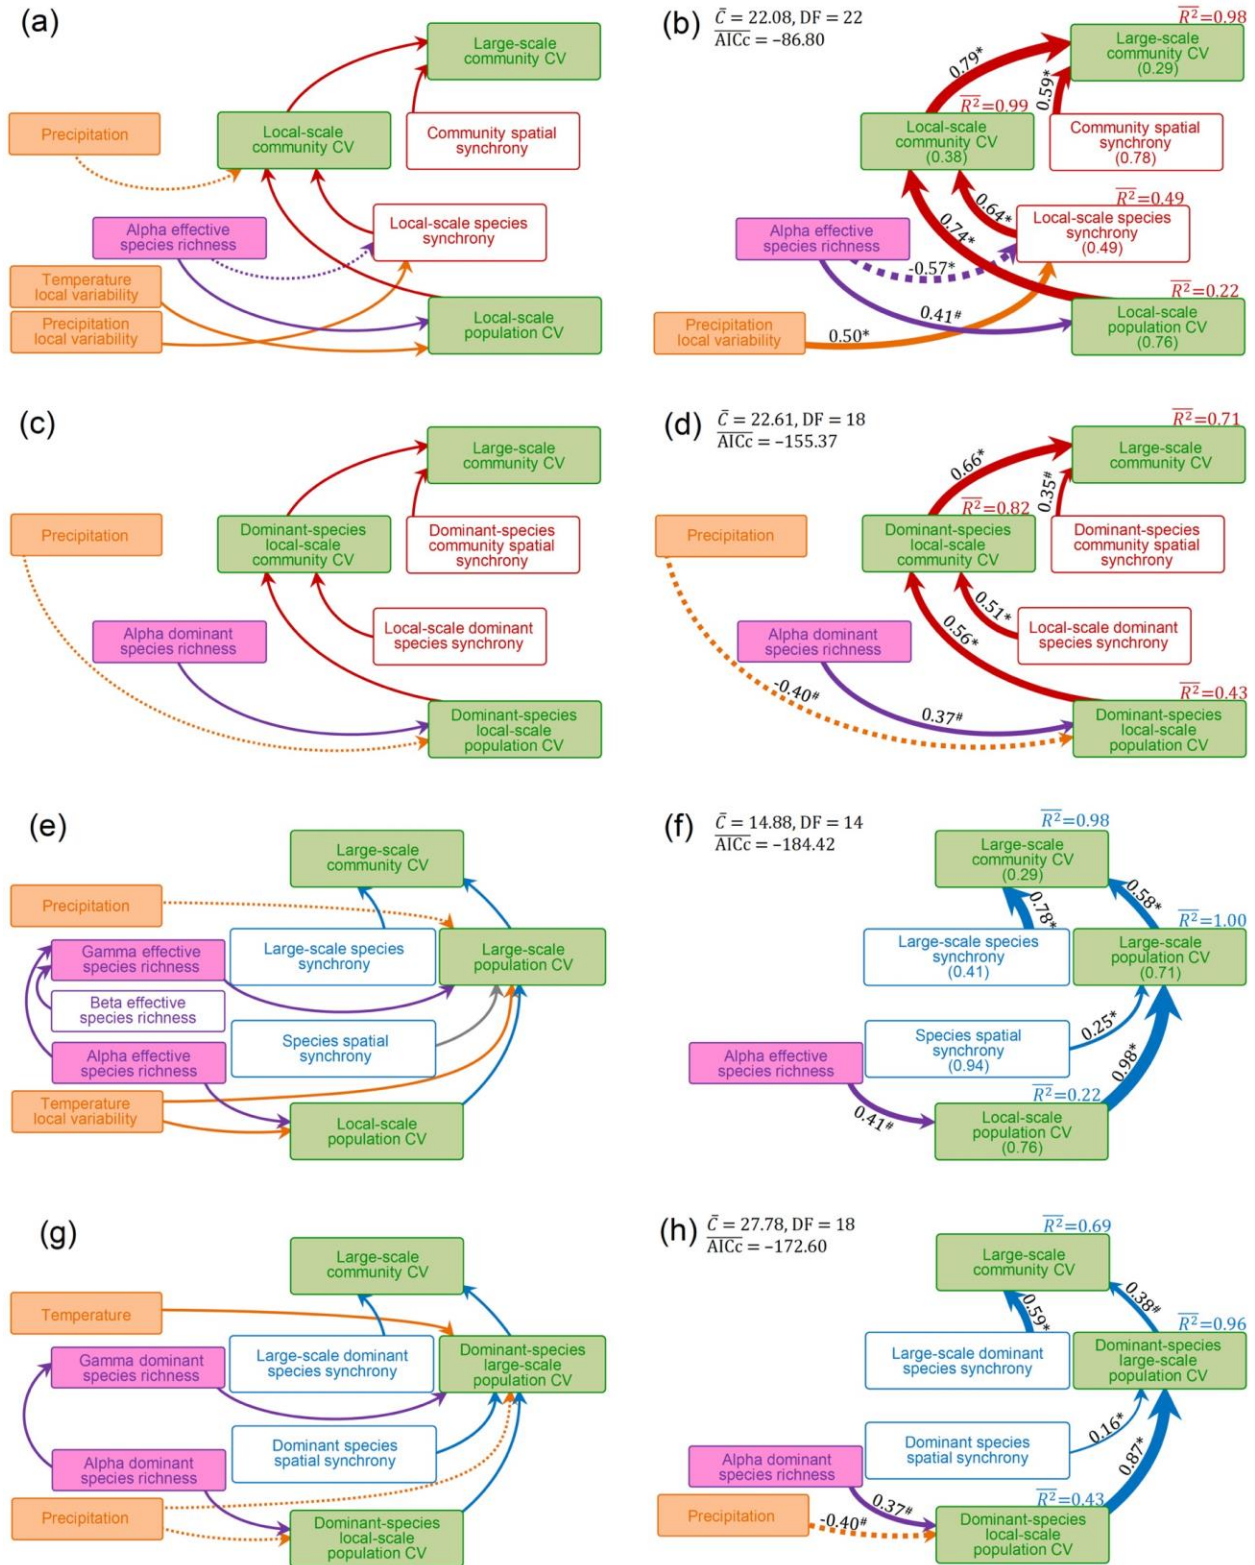 (a)
Large-scale
community CV
Precipitation
Local-scale
community CV
Community spatial
synchrony
Alpha effective
species richness
Local-scale species
synchrony
Temperature
local variability
Precipitation
local variability
Local-scale
population CV
(b)
C̄ = 22.08, DF = 22
A̅I̅C̅c̅ = −86.80
R̅²̅=0.98
Large-scale
community CV
(0.29)
0.79*
0.59*
R̅²̅=0.99
Local-scale
community CV
(0.38)
Community spatial
synchrony
(0.78)
R̅²̅=0.49
Alpha effective
species richness
0.64*
Local-scale species
synchrony
(0.49)
0.74*
-0.57*
R̅²̅=0.22
0.41#
Precipitation
local variability
0.50*
Local-scale
population CV
(0.76)
(c)
Large-scale
community CV
Precipitation
Dominant-species
local-scale
community CV
Dominant-species
community spatial
synchrony
Alpha dominant
species richness
Local-scale dominant
species synchrony
Dominant-species
local-scale
population CV
(d)
C̄ = 22.61, DF = 18
A̅I̅C̅c̅ = −155.37
R̅²̅=0.71
Large-scale
community CV
0.66*
0.35#
R̅²̅=0.82
Precipitation
Dominant-species
local-scale
community CV
Dominant-species
community spatial
synchrony
0.51*
0.56*
Alpha dominant
species richness
Local-scale dominant
species synchrony
-0.40#
0.37#
R̅²̅=0.43
Dominant-species
local-scale
population CV
(e)
Large-scale
community CV
Precipitation
Gamma effective
species richness
Large-scale species
synchrony
Large-scale
population CV
Beta effective
species richness
Species spatial
synchrony
Alpha effective
species richness
Temperature
local variability
Local-scale
population CV
(f)
C̄ = 14.88, DF = 14
A̅I̅C̅c̅ = −184.42
R̅²̅=0.98
Large-scale
community CV
(0.29)
0.78*
0.58*
R̅²̅=1.00
Large-scale species
synchrony
(0.41)
Large-scale
population CV
(0.71)
Species spatial
synchrony
(0.94)
0.25*
0.98*
Alpha effective
species richness
0.41#
R̅²̅=0.22
Local-scale
population CV
(0.76)
(g)
Large-scale
community CV
Temperature
Gamma dominant
species richness
Large-scale dominant
species synchrony
Dominant-species
large-scale
population CV
Dominant species
spatial synchrony
Alpha dominant
species richness
Precipitation
Dominant-species
local-scale
population CV
(h)
C̄ = 27.78, DF = 18
A̅I̅C̅c̅ = −172.60
R̅²̅=0.69
Large-scale
community CV
0.59*
0.38#
R̅²̅=0.96
Large-scale dominant
species synchrony
Dominant-species
large-scale
population CV
Dominant species
spatial synchrony
0.16*
0.87*
Alpha dominant
species richness
0.37#
R̅²̅=0.43
Precipitation
-0.40#
Dominant-species
local-scale
population CV